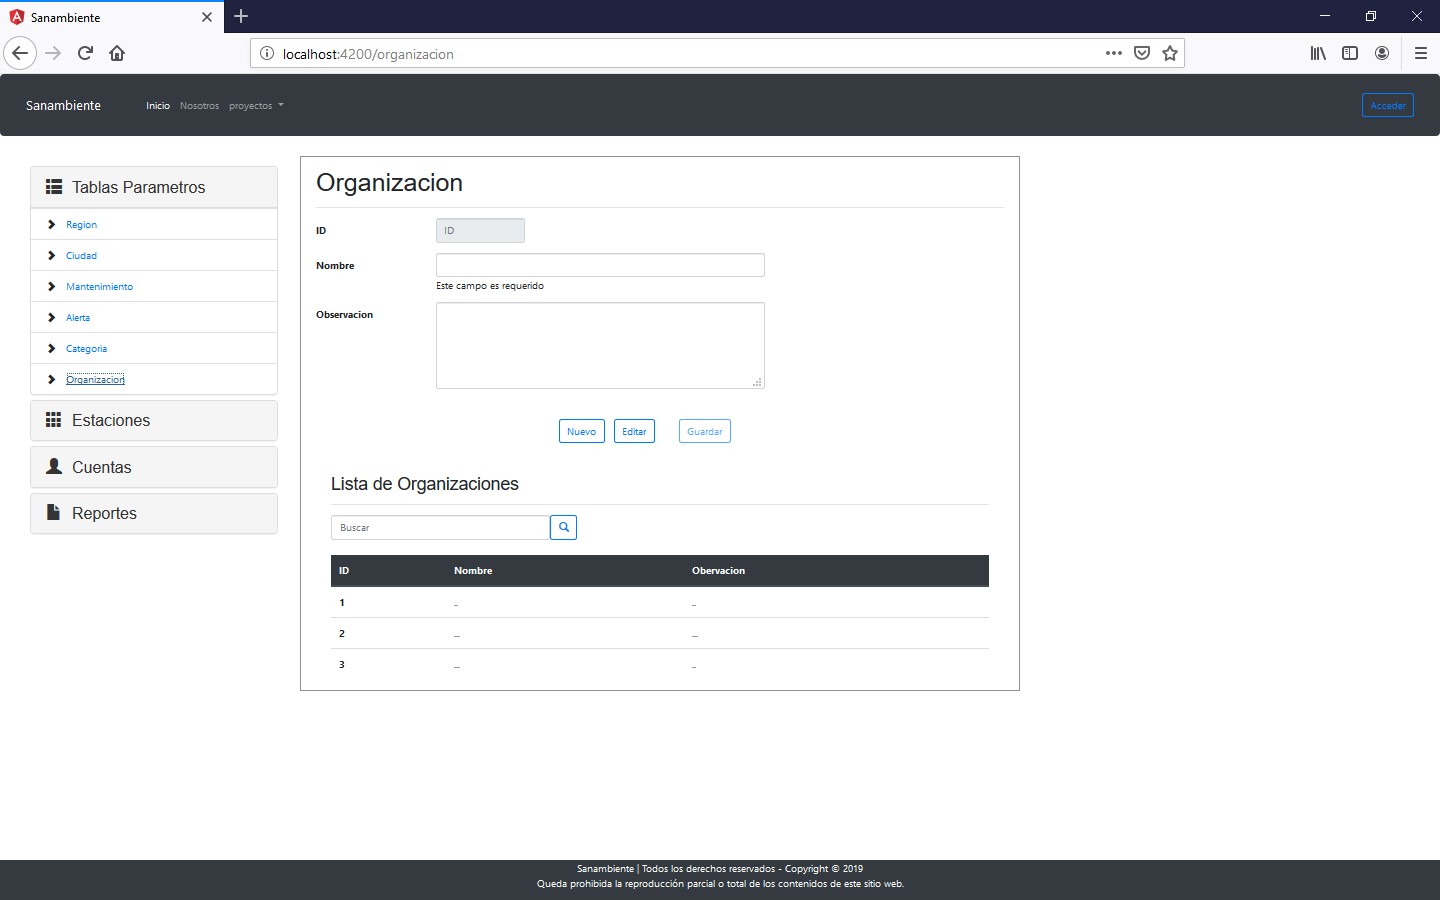 Sanambiente
localhost:4200/organizacion
Sanambiente Inicio Nosotros proyectos Acceder
Tablas Parametros
Region
Ciudad
Mantenimiento
Alerta
Categoria
Organizacion
Estaciones
Cuentas
Reportes
Organizacion
ID ID
Nombre
Este campo es requerido
Observacion
Nuevo Editar Guardar
Lista de Organizaciones
Buscar
ID Nombre Obervacion
1 .. ..
2 ... ...
3 ... ..
Sanambiente | Todos los derechos reservados - Copyright © 2019
Queda prohibida la reproducción parcial o total de los contenidos de este sitio web.